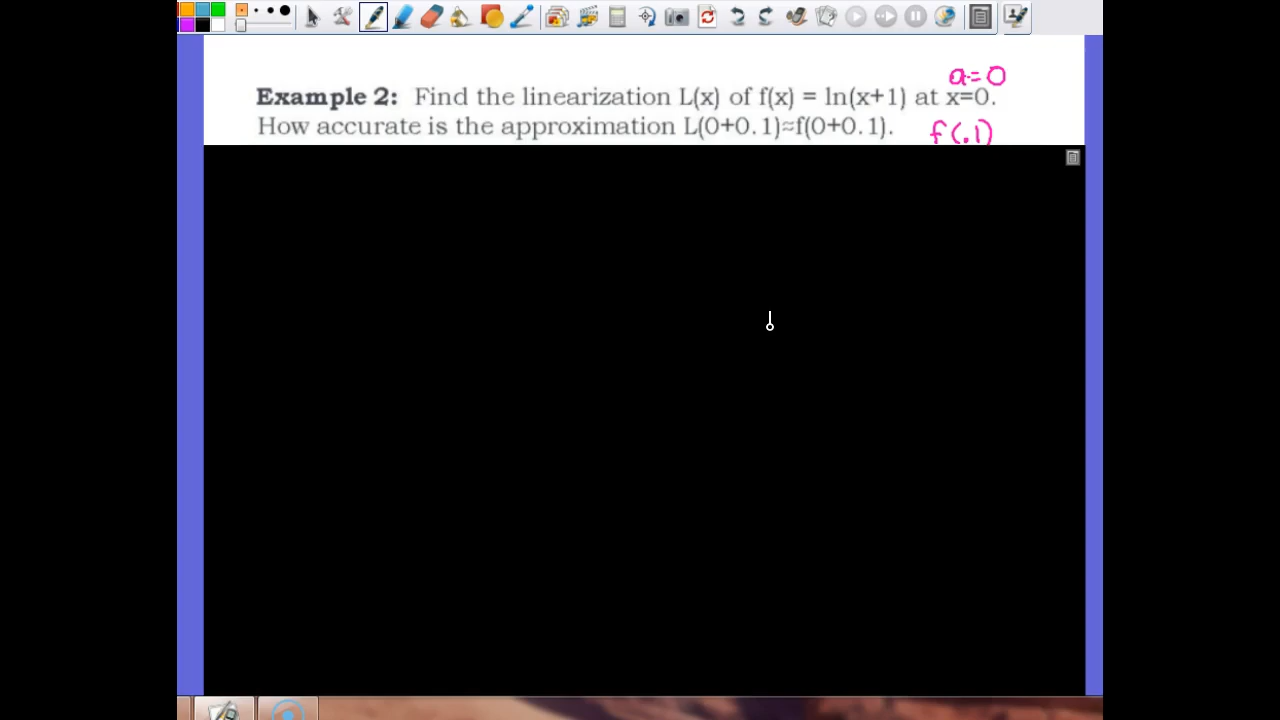 a=0
Example 2: Find the linearization L(x) of f(x) = ln(x+1) at x=0.
How accurate is the approximation L(0+0.1)≈f(0+0.1).
f(.1)